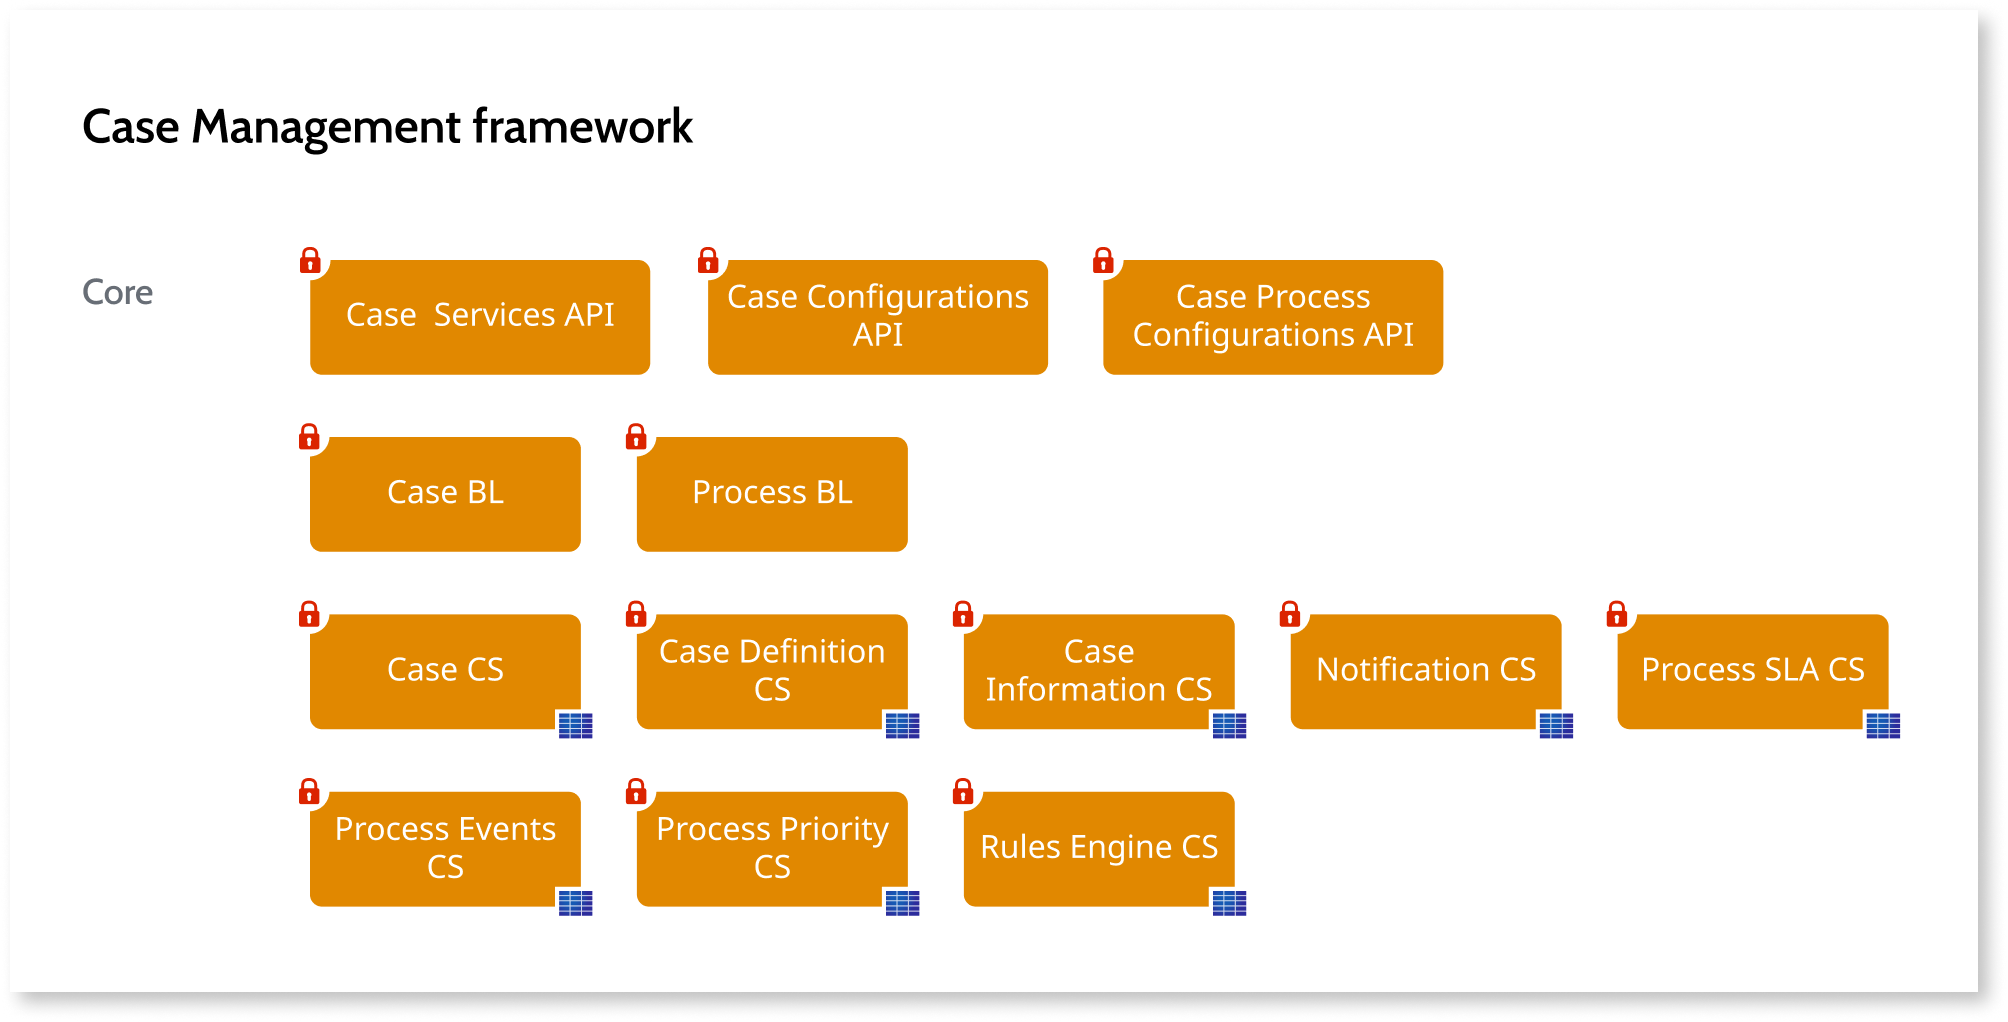 Case Management framework
Core
Case  Services API
Case Configurations
API
Case Process
Configurations API
Case BL
Process BL
Case CS
Case Definition
CS
Case
Information CS
Notification CS
Process SLA CS
Process Events
CS
Process Priority
CS
Rules Engine CS